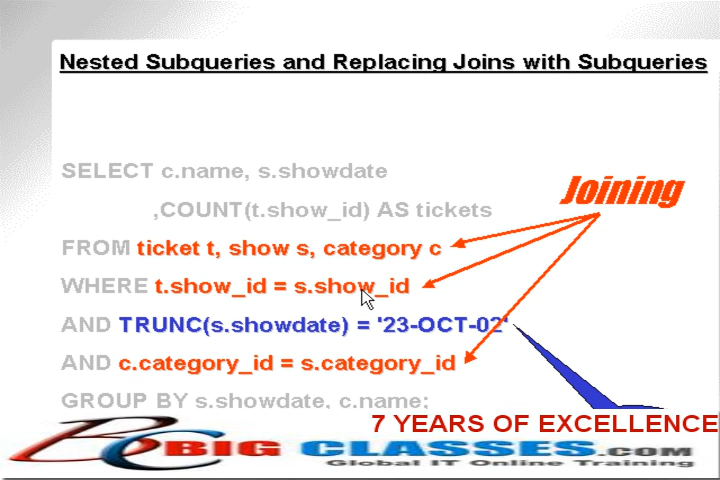 Nested Subqueries and Replacing Joins with Subqueries
SELECT c.name, s.showdate
Joining
,COUNT(t.show_id) AS tickets
FROM ticket t, show s, category c
WHERE t.show_id = s.show_id
AND TRUNC(s.showdate) = '23-OCT-02'
AND c.category_id = s.category_id
GROUP BY s.showdate, c.name;
7 YEARS OF EXCELLENCE
BC BIG CLASSES.COM
Global IT Online Training